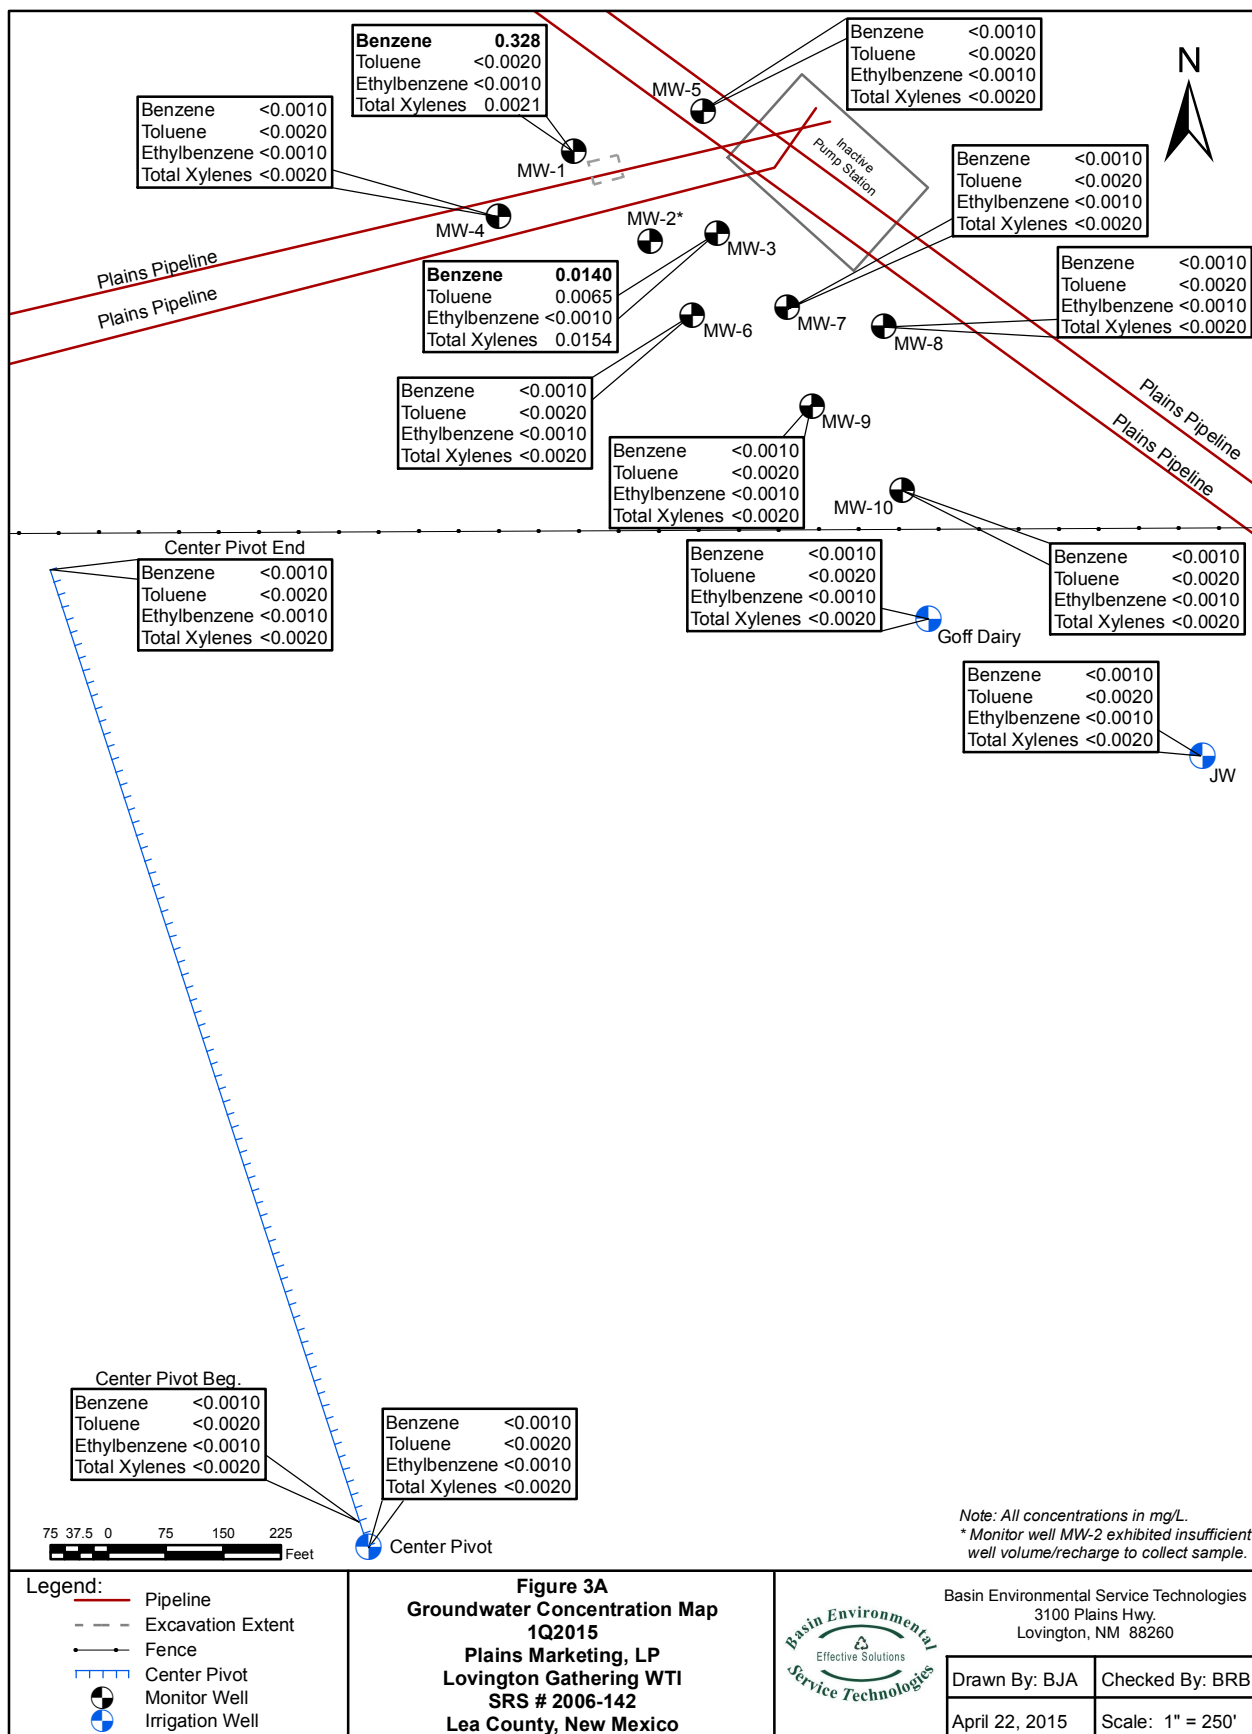 Benzene 0.328
Toluene <0.0020
Ethylbenzene <0.0010
Total Xylenes 0.0021
Benzene <0.0010
Toluene <0.0020
Ethylbenzene <0.0010
Total Xylenes <0.0020
N
MW-5
Benzene <0.0010
Toluene <0.0020
Ethylbenzene <0.0010
Total Xylenes <0.0020
MW-1
Inactive
Pump Station
Benzene <0.0010
Toluene <0.0020
Ethylbenzene <0.0010
Total Xylenes <0.0020
MW-4
MW-2*
MW-3
Plains Pipeline
Plains Pipeline
Benzene 0.0140
Toluene 0.0065
Ethylbenzene <0.0010
Total Xylenes 0.0154
Benzene <0.0010
Toluene <0.0020
Ethylbenzene <0.0010
Total Xylenes <0.0020
MW-6
MW-7
MW-8
Benzene <0.0010
Toluene <0.0020
Ethylbenzene <0.0010
Total Xylenes <0.0020
MW-9
Plains Pipeline
Plains Pipeline
Benzene <0.0010
Toluene <0.0020
Ethylbenzene <0.0010
Total Xylenes <0.0020
MW-10
Center Pivot End
Benzene <0.0010
Toluene <0.0020
Ethylbenzene <0.0010
Total Xylenes <0.0020
Benzene <0.0010
Toluene <0.0020
Ethylbenzene <0.0010
Total Xylenes <0.0020
Goff Dairy
Benzene <0.0010
Toluene <0.0020
Ethylbenzene <0.0010
Total Xylenes <0.0020
Benzene <0.0010
Toluene <0.0020
Ethylbenzene <0.0010
Total Xylenes <0.0020
JW
Center Pivot Beg.
Benzene <0.0010
Toluene <0.0020
Ethylbenzene <0.0010
Total Xylenes <0.0020
Benzene <0.0010
Toluene <0.0020
Ethylbenzene <0.0010
Total Xylenes <0.0020
Center Pivot
75 37.5 0 75 150 225
Feet
Note: All concentrations in mg/L.
* Monitor well MW-2 exhibited insufficient
well volume/recharge to collect sample.
Legend:
Pipeline
Excavation Extent
Fence
Center Pivot
Monitor Well
Irrigation Well
Figure 3A
Groundwater Concentration Map
1Q2015
Plains Marketing, LP
Lovington Gathering WTI
SRS # 2006-142
Lea County, New Mexico
Basin Environmental
Effective Solutions
Service Technologies
Basin Environmental Service Technologies
3100 Plains Hwy.
Lovington, NM 88260
Drawn By: BJA
Checked By: BRB
April 22, 2015
Scale: 1" = 250'